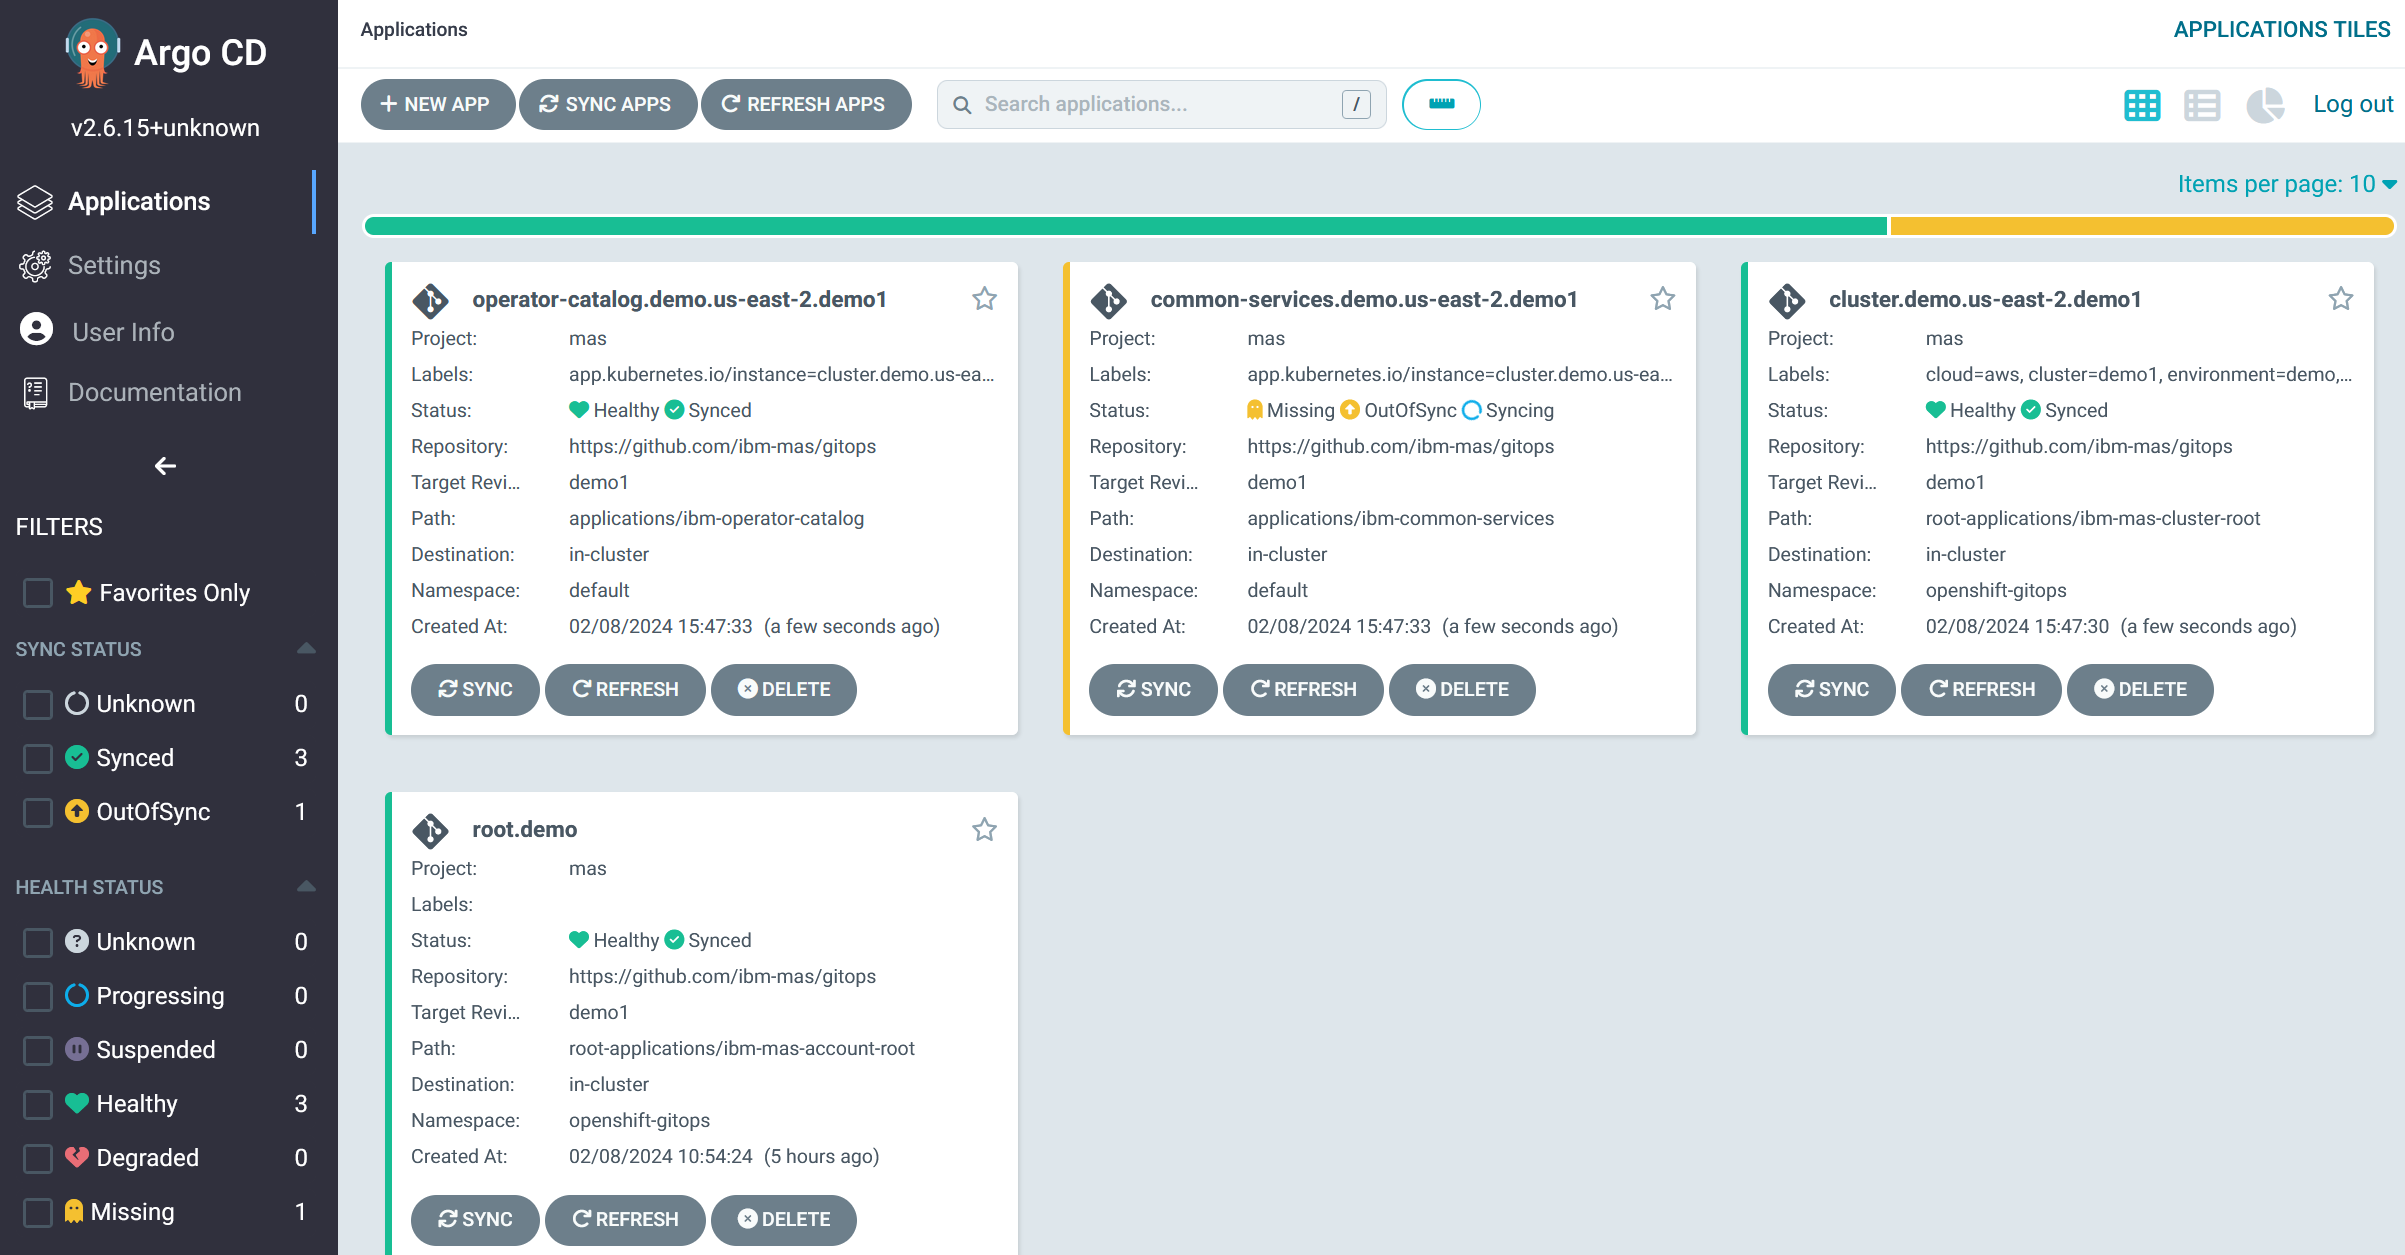 Argo CD
v2.6.15+unknown
Applications
Settings
User Info
Documentation
FILTERS
Favorites Only
SYNC STATUS
Unknown 0
Synced 3
OutOfSync 1
HEALTH STATUS
Unknown 0
Progressing 0
Suspended 0
Healthy 3
Degraded 0
Missing 1
Applications
APPLICATIONS TILES
NEW APP SYNC APPS REFRESH APPS Search applications... / Log out
Items per page: 10
operator-catalog.demo.us-east-2.demo1
Project: mas
Labels: app.kubernetes.io/instance=cluster.demo.us-ea...
Status: Healthy Synced
Repository: https://github.com/ibm-mas/gitops
Target Revi... demo1
Path: applications/ibm-operator-catalog
Destination: in-cluster
Namespace: default
Created At: 02/08/2024 15:47:33 (a few seconds ago)
SYNC REFRESH DELETE
common-services.demo.us-east-2.demo1
Project: mas
Labels: app.kubernetes.io/instance=cluster.demo.us-ea...
Status: Missing OutOfSync Syncing
Repository: https://github.com/ibm-mas/gitops
Target Revi... demo1
Path: applications/ibm-common-services
Destination: in-cluster
Namespace: default
Created At: 02/08/2024 15:47:33 (a few seconds ago)
SYNC REFRESH DELETE
cluster.demo.us-east-2.demo1
Project: mas
Labels: cloud=aws, cluster=demo1, environment=demo,...
Status: Healthy Synced
Repository: https://github.com/ibm-mas/gitops
Target Revi... demo1
Path: root-applications/ibm-mas-cluster-root
Destination: in-cluster
Namespace: openshift-gitops
Created At: 02/08/2024 15:47:30 (a few seconds ago)
SYNC REFRESH DELETE
root.demo
Project: mas
Labels:
Status: Healthy Synced
Repository: https://github.com/ibm-mas/gitops
Target Revi... demo1
Path: root-applications/ibm-mas-account-root
Destination: in-cluster
Namespace: openshift-gitops
Created At: 02/08/2024 10:54:24 (5 hours ago)
SYNC REFRESH DELETE